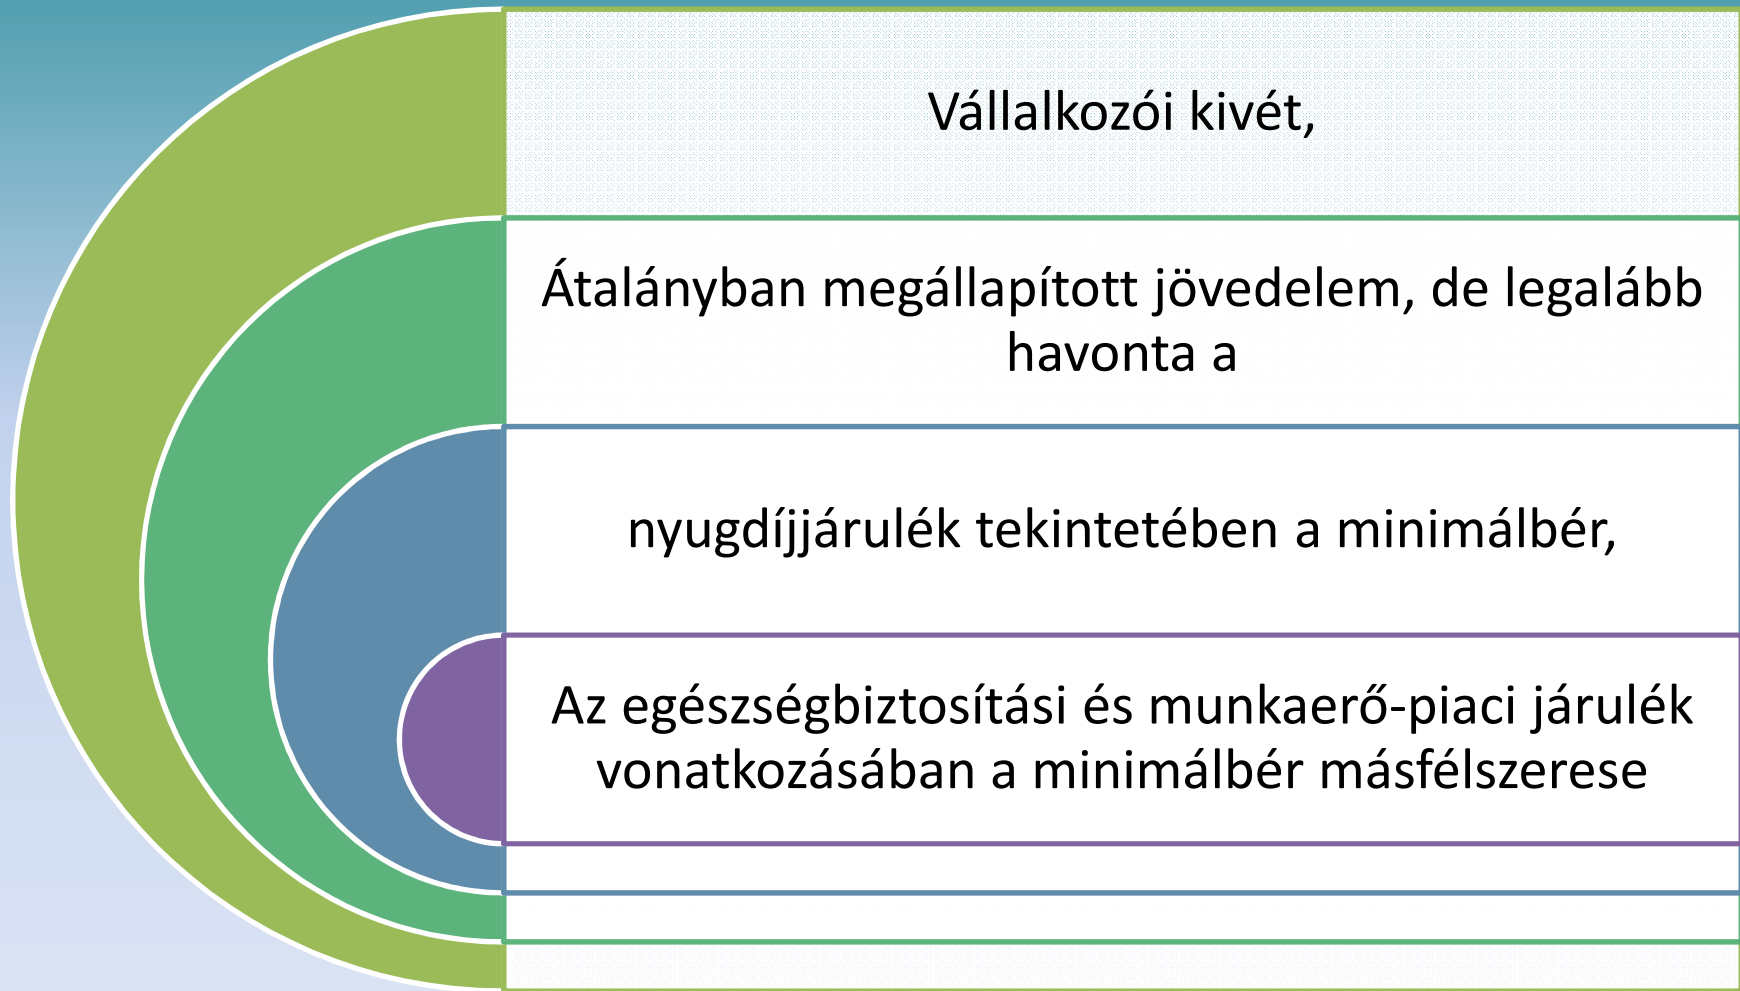 Vállalkozói kivét,
Átalányban megállapított jövedelem, de legalább
havonta a
nyugdíjjárulék tekintetében a minimálbér,
Az egészségbiztosítási és munkaerő-piaci járulék
vonatkozásában a minimálbér másfélszerese